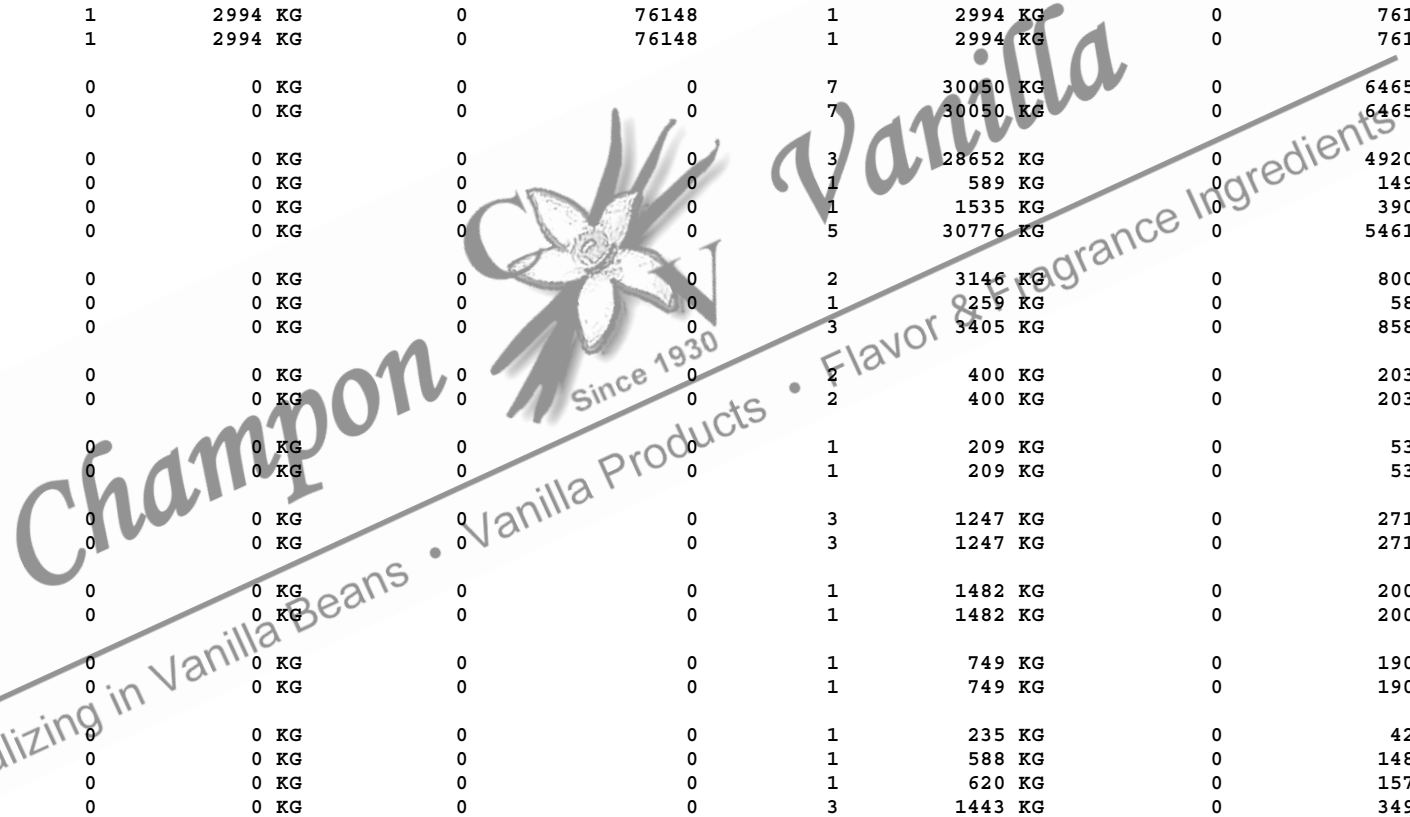 1 2994 KG 0 76148 1 2994 KG 0 761
1 2994 KG 0 76148 1 2994 KG 0 761
0 0 KG 0 0 7 30050 KG 0 6465
0 0 KG 0 0 7 30050 KG 0 6465
0 0 KG 0 0 3 28652 KG 0 4920
0 0 KG 0 0 1 589 KG 0 149
0 0 KG 0 0 1 1535 KG 0 390
0 0 KG 0 0 5 30776 KG 0 5461
0 0 KG 0 0 2 3146 KG 0 800
0 0 KG 0 0 1 259 KG 0 58
0 0 KG 0 0 3 3405 KG 0 858
0 0 KG 0 0 2 400 KG 0 203
0 0 KG 0 0 2 400 KG 0 203
0 0 KG 0 0 1 209 KG 0 53
0 0 KG 0 0 1 209 KG 0 53
0 0 KG 0 0 3 1247 KG 0 271
0 0 KG 0 0 3 1247 KG 0 271
0 0 KG 0 0 1 1482 KG 0 200
0 0 KG 0 0 1 1482 KG 0 200
0 0 KG 0 0 1 749 KG 0 190
0 0 KG 0 0 1 749 KG 0 190
0 0 KG 0 0 1 235 KG 0 42
0 0 KG 0 0 1 588 KG 0 148
0 0 KG 0 0 1 620 KG 0 157
0 0 KG 0 0 3 1443 KG 0 349
Champon Vanilla
C V
Since 1930
alizing in Vanilla Beans • Vanilla Products • Flavor & Fragrance Ingredients